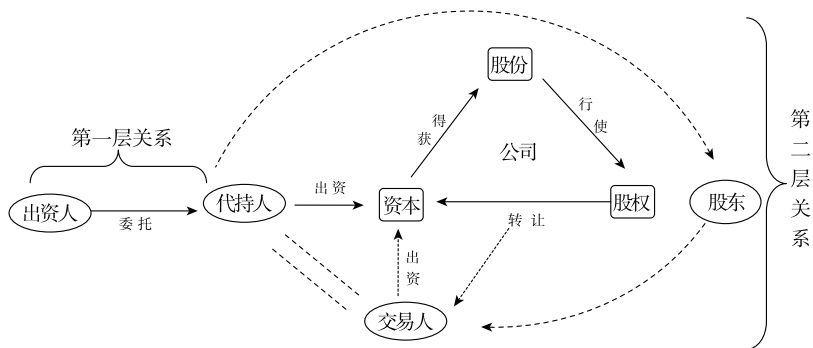 股份
行
使
得
获
公司
第一层关系
第二层关系
出资人
委托
代持人
出资
资本
股权
股东
转让
出
资
交易人